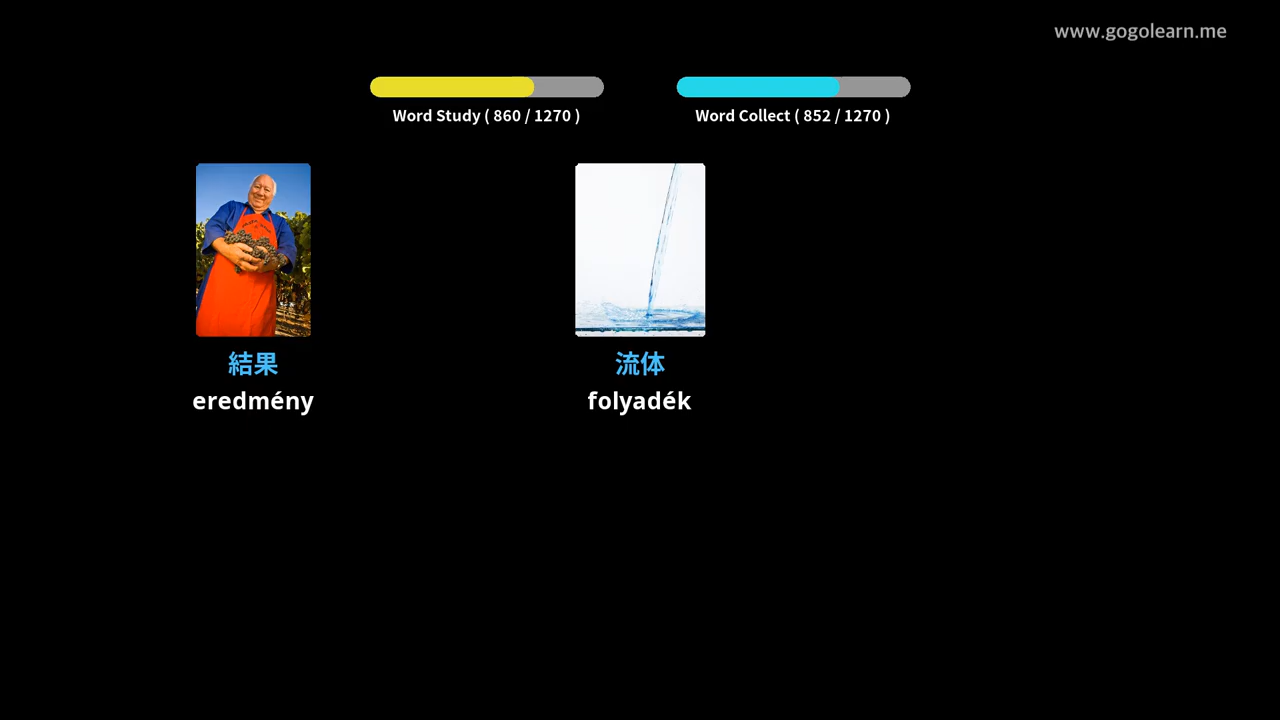 www.gogolearn.me
Word Study ( 860 / 1270 )
Word Collect ( 852 / 1270 )
結果
eredmény
流体
folyadék